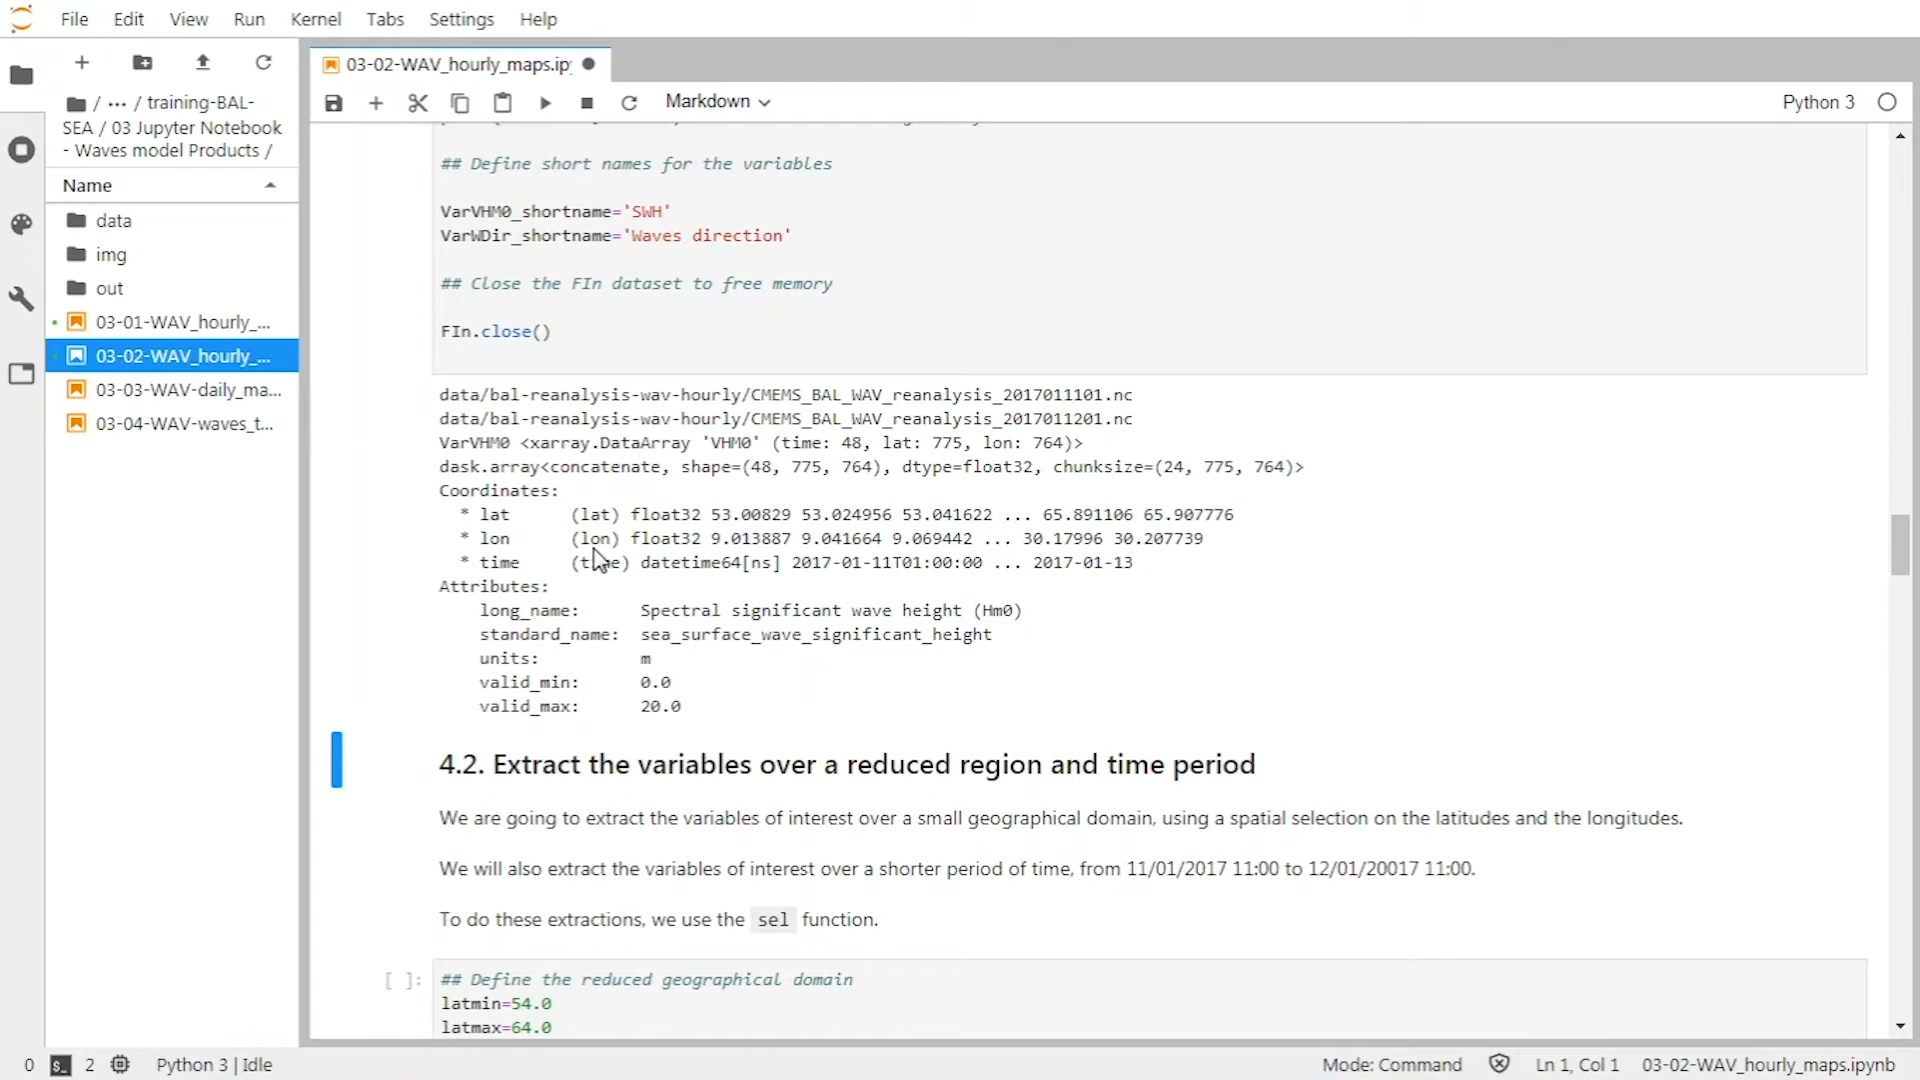 File Edit View Run Kernel Tabs Settings Help
03-02-WAV_hourly_maps.ip
/ ··· / training-BAL-
SEA / 03 Jupyter Notebook
- Waves model Products /
Markdown
Python 3
Name
data
img
out
03-01-WAV_hourly_...
03-02-WAV_hourly_...
03-03-WAV-daily_ma...
03-04-WAV-waves_t...
## Define short names for the variables
VarVHM0_shortname='SWH'
VarWDir_shortname='Waves direction'
## Close the FIn dataset to free memory
FIn.close()
data/bal-reanalysis-wav-hourly/CMEMS_BAL_WAV_reanalysis_2017011101.nc
data/bal-reanalysis-wav-hourly/CMEMS_BAL_WAV_reanalysis_2017011201.nc
VarVHM0 <xarray.DataArray 'VHM0' (time: 48, lat: 775, lon: 764)>
dask.array<concatenate, shape=(48, 775, 764), dtype=float32, chunksize=(24, 775, 764)>
Coordinates:
* lat (lat) float32 53.00829 53.024956 53.041622 ... 65.891106 65.907776
* lon (lon) float32 9.013887 9.041664 9.069442 ... 30.17996 30.207739
* time (time) datetime64[ns] 2017-01-11T01:00:00 ... 2017-01-13
Attributes:
long_name: Spectral significant wave height (Hm0)
standard_name: sea_surface_wave_significant_height
units: m
valid_min: 0.0
valid_max: 20.0
4.2. Extract the variables over a reduced region and time period
We are going to extract the variables of interest over a small geographical domain, using a spatial selection on the latitudes and the longitudes.
We will also extract the variables of interest over a shorter period of time, from 11/01/2017 11:00 to 12/01/20017 11:00.
To do these extractions, we use the sel function.
[ ]: ## Define the reduced geographical domain
latmin=54.0
latmax=64.0
0 $_ 2 Python 3 | Idle
Mode: Command Ln 1, Col 1 03-02-WAV_hourly_maps.ipynb